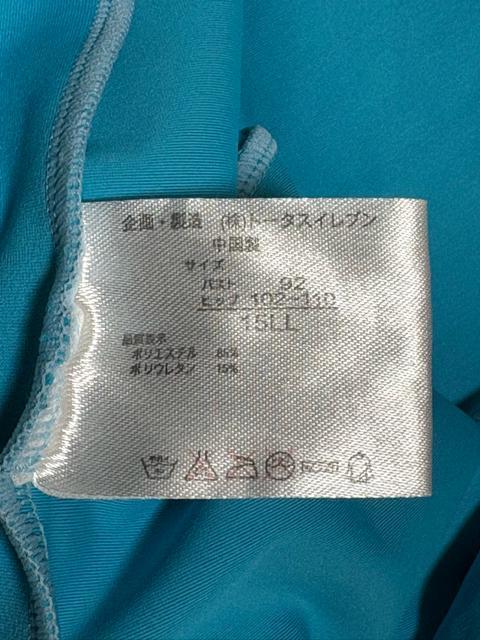 企画・製造　(株)トータスイレブン
中国製
サイズ
バスト　92
ヒップ　102~110
15LL
品質表示
ポリエステル　85%
ポリウレタン　15%